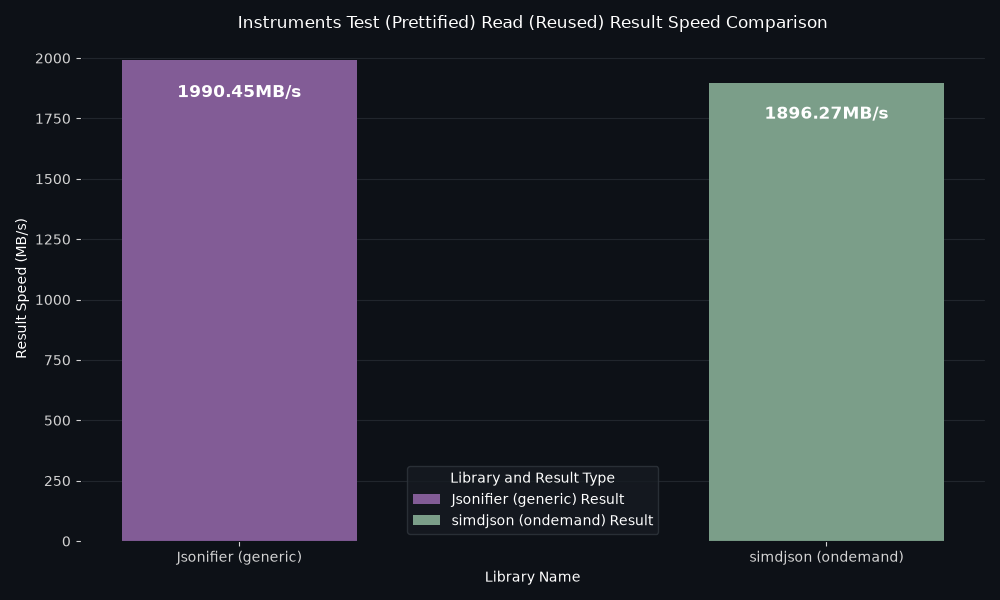 Instruments Test (Prettified) Read (Reused) Result Speed Comparison
2000
1990.45MB/s
1896.27MB/s
1750
1500
1250
Result Speed (MB/s)
1000
750
500
250
0
Library and Result Type
Jsonifier (generic) Result
simdjson (ondemand) Result
Jsonifier (generic)
simdjson (ondemand)
Library Name